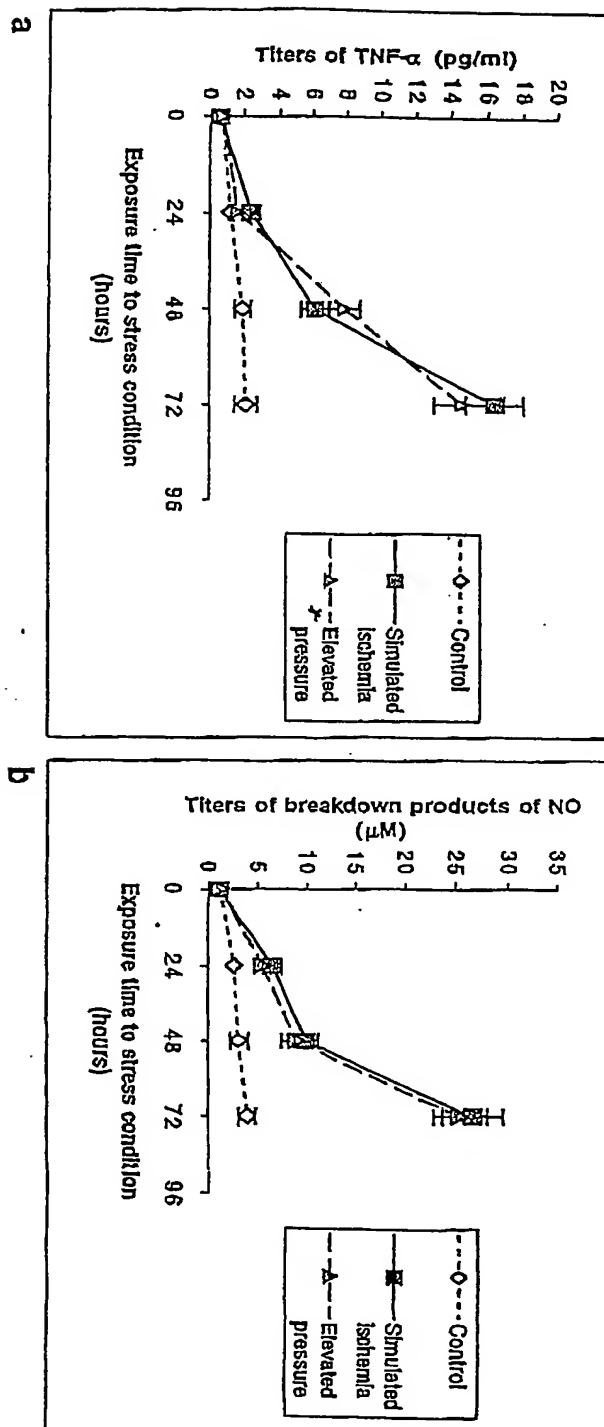 a
Titers of TNF-α (pg/ml)
20
18
16
14
12
10
8
6
4
2
0
0 24 48 72 96
Exposure time to stress condition
(hours)
Control
Simulated
ischemia
Elevated
pressure
b
Titers of breakdown products of NO
(μM)
35
30
25
20
15
10
5
0
0 24 48 72 96
Exposure time to stress condition
(hours)
Control
Simulated
ischemia
Elevated
pressure